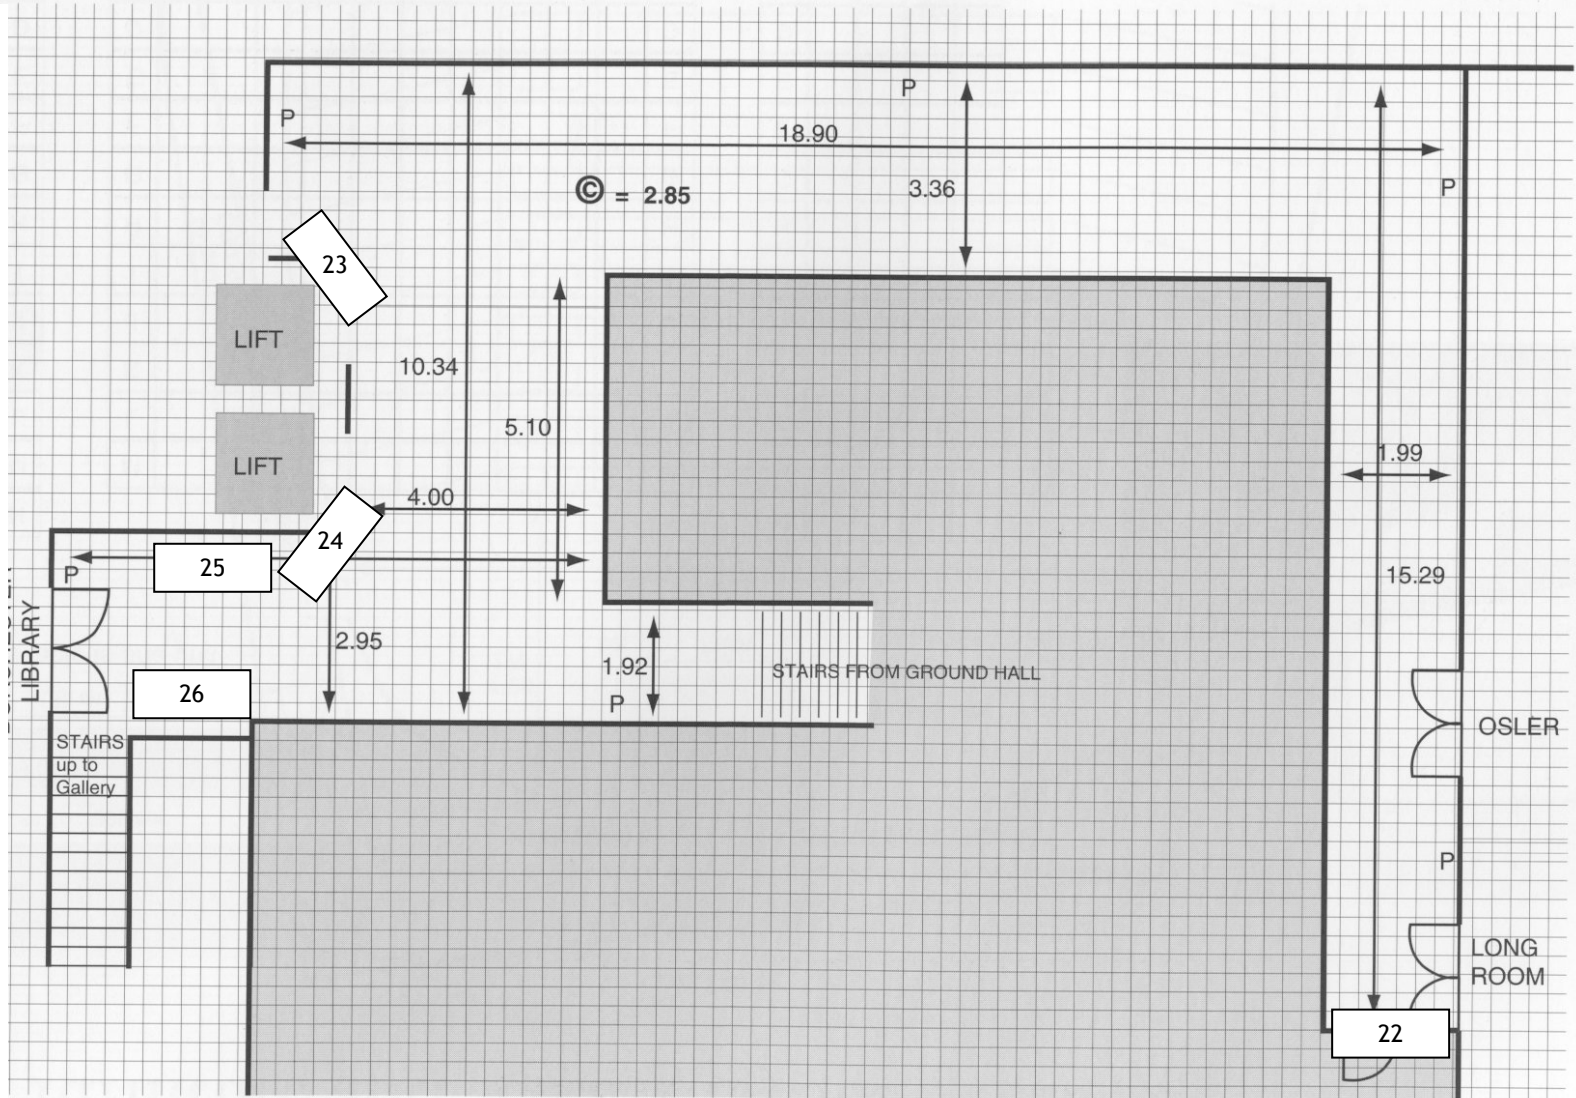 P
P
18.90
© = 2.85
3.36
P
23
LIFT
10.34
5.10
LIFT
1.99
4.00
24
25
P
15.29
LIBRARY
2.95
1.92
STAIRS FROM GROUND HALL
26
P
OSLER
STAIRS
up to
Gallery
P
LONG
ROOM
22